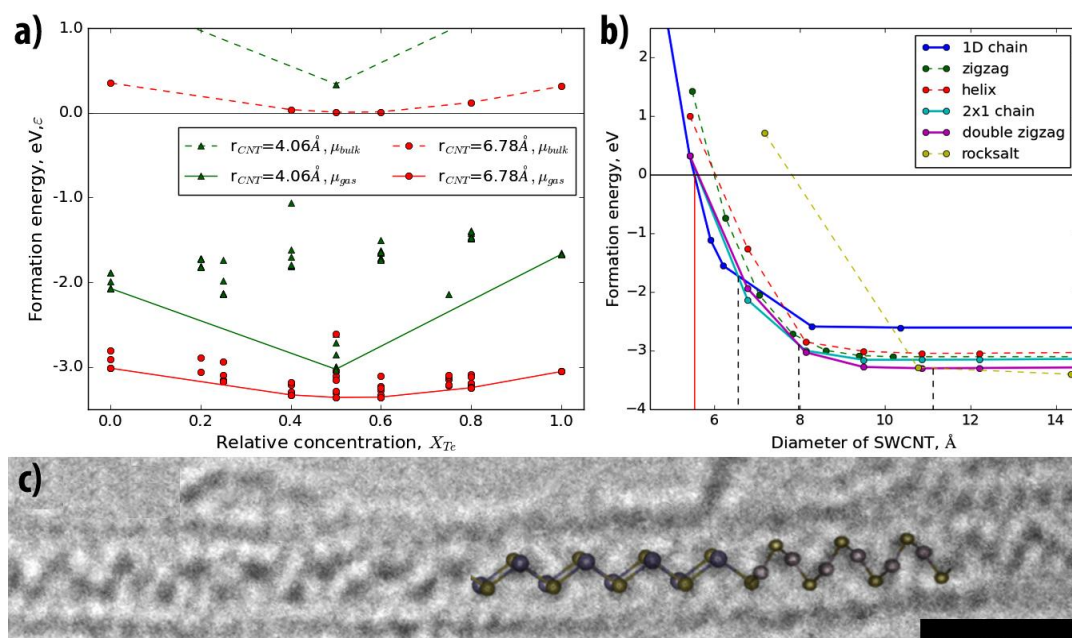 a)
1.0
0.0
-1.0
-2.0
-3.0
Formation energy, eV,ε
r_CNT=4.06Å, μ_bulk
r_CNT=4.06Å, μ_gas
r_CNT=6.78Å, μ_bulk
r_CNT=6.78Å, μ_gas
0.0 0.2 0.4 0.6 0.8 1.0
Relative concentration, X_Te
b)
2
1
0
−1
−2
−3
−4
Formation energy, eV
1D chain
zigzag
helix
2x1 chain
double zigzag
rocksalt
6 8 10 12 14
Diameter of SWCNT, Å
c)